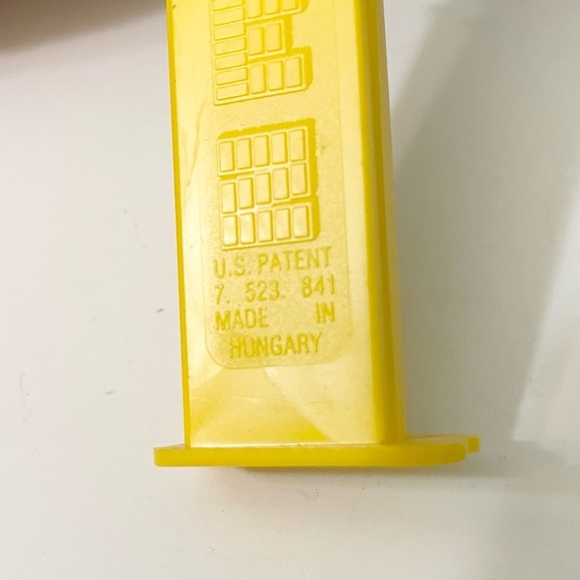 U.S. PATENT
7. 523. 841
MADE IN
HUNGARY